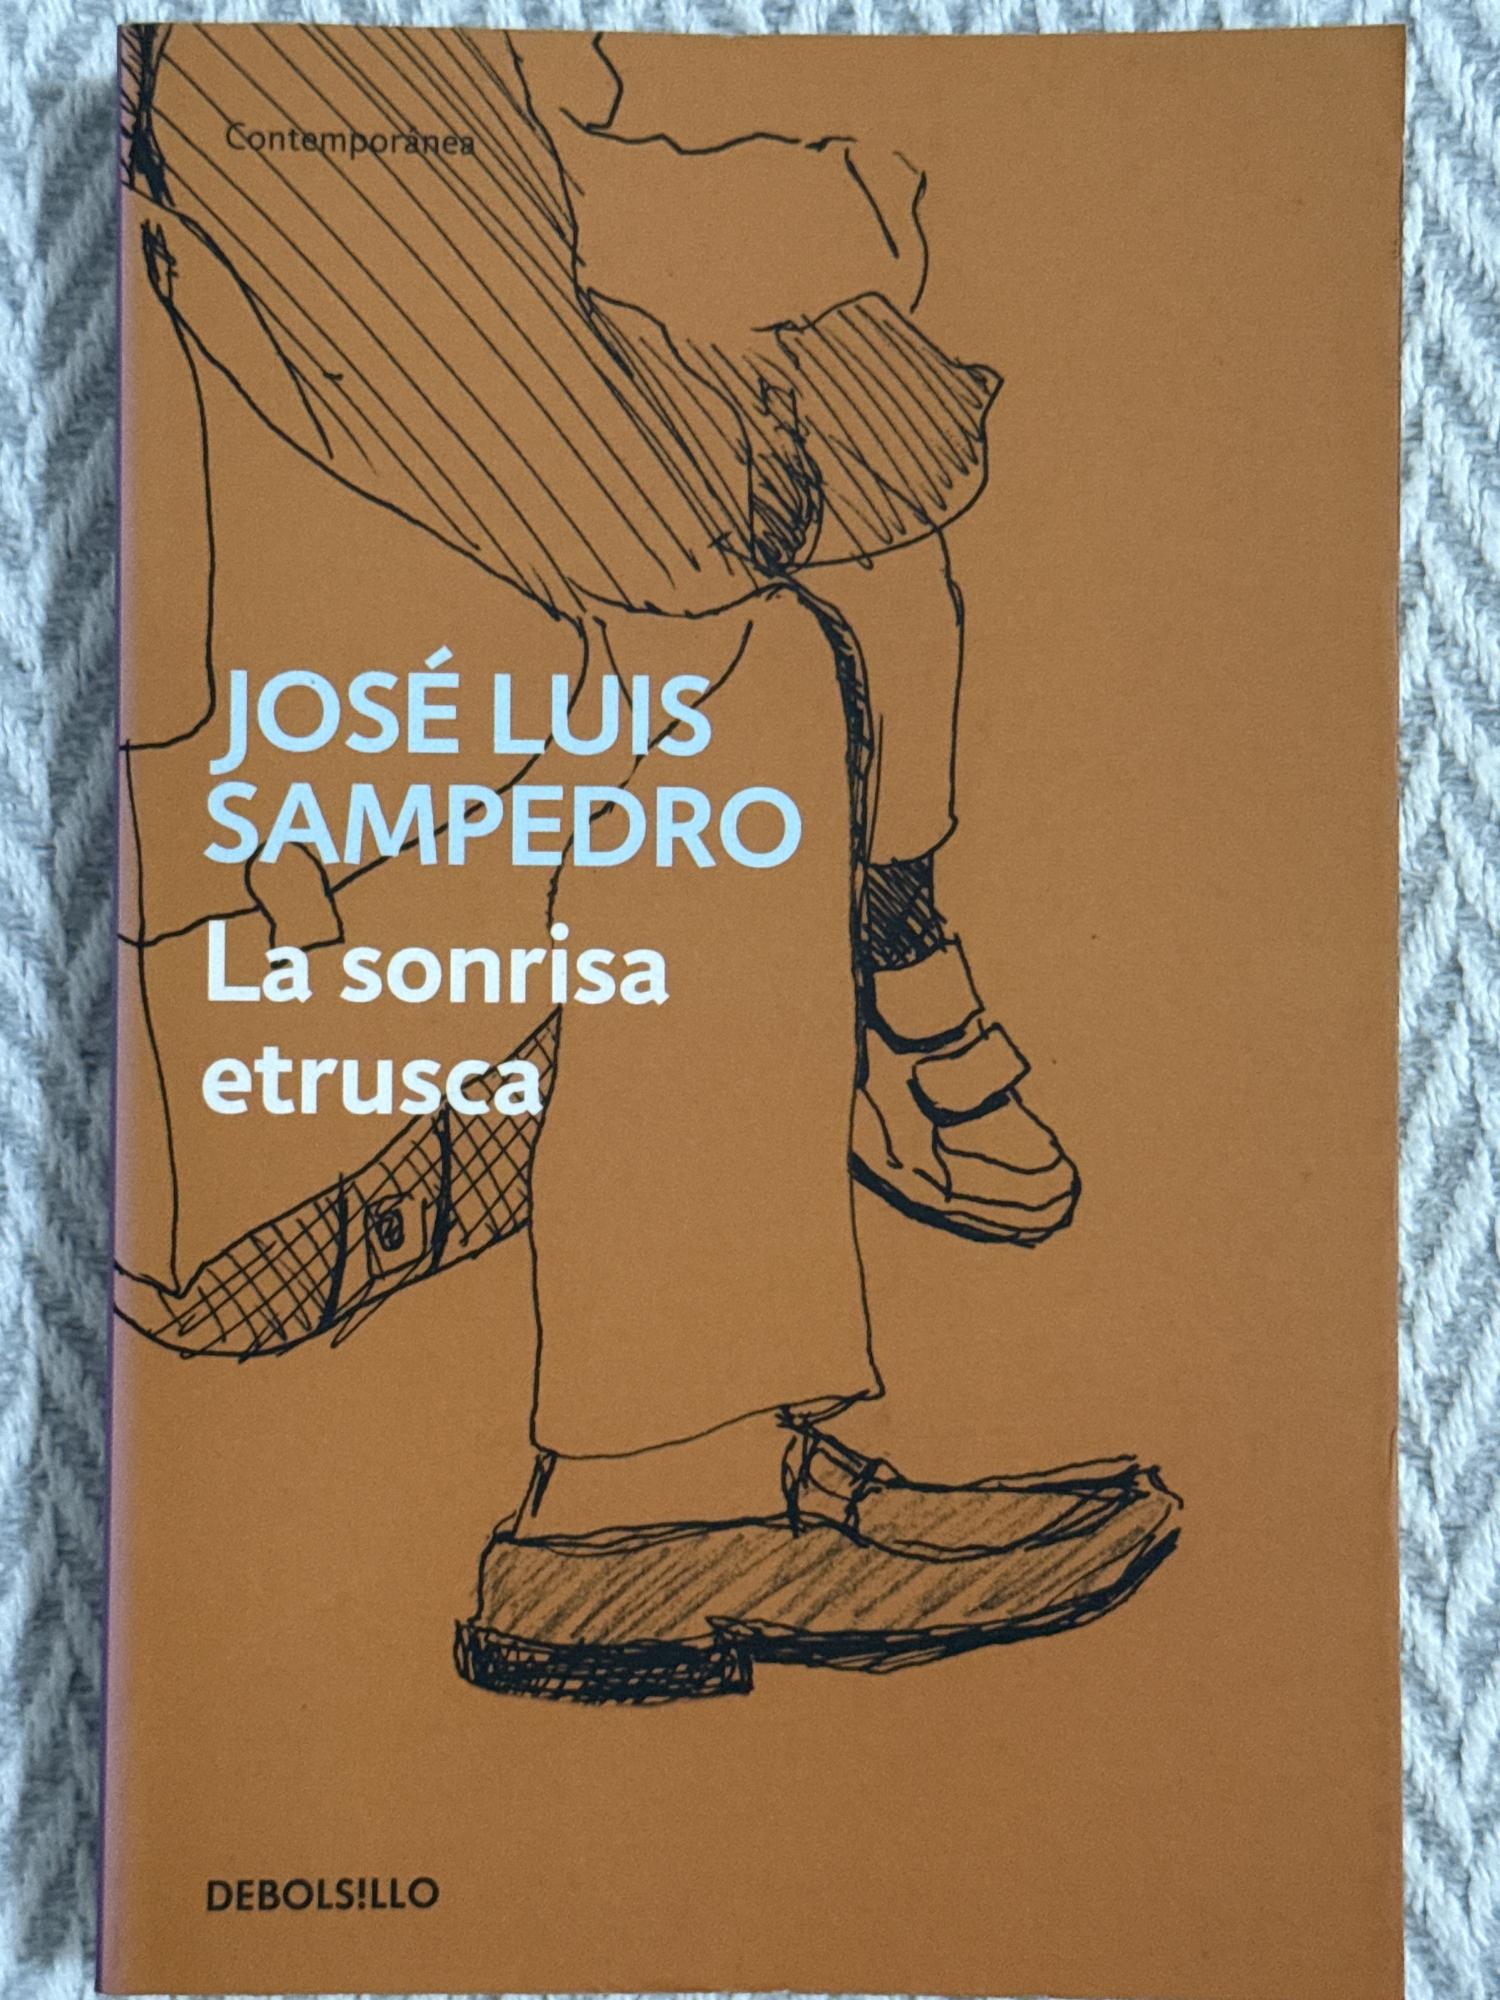 Contemporánea
JOSÉ LUIS
SAMPEDRO
La sonrisa
etrusca
DEBOLS!LLO